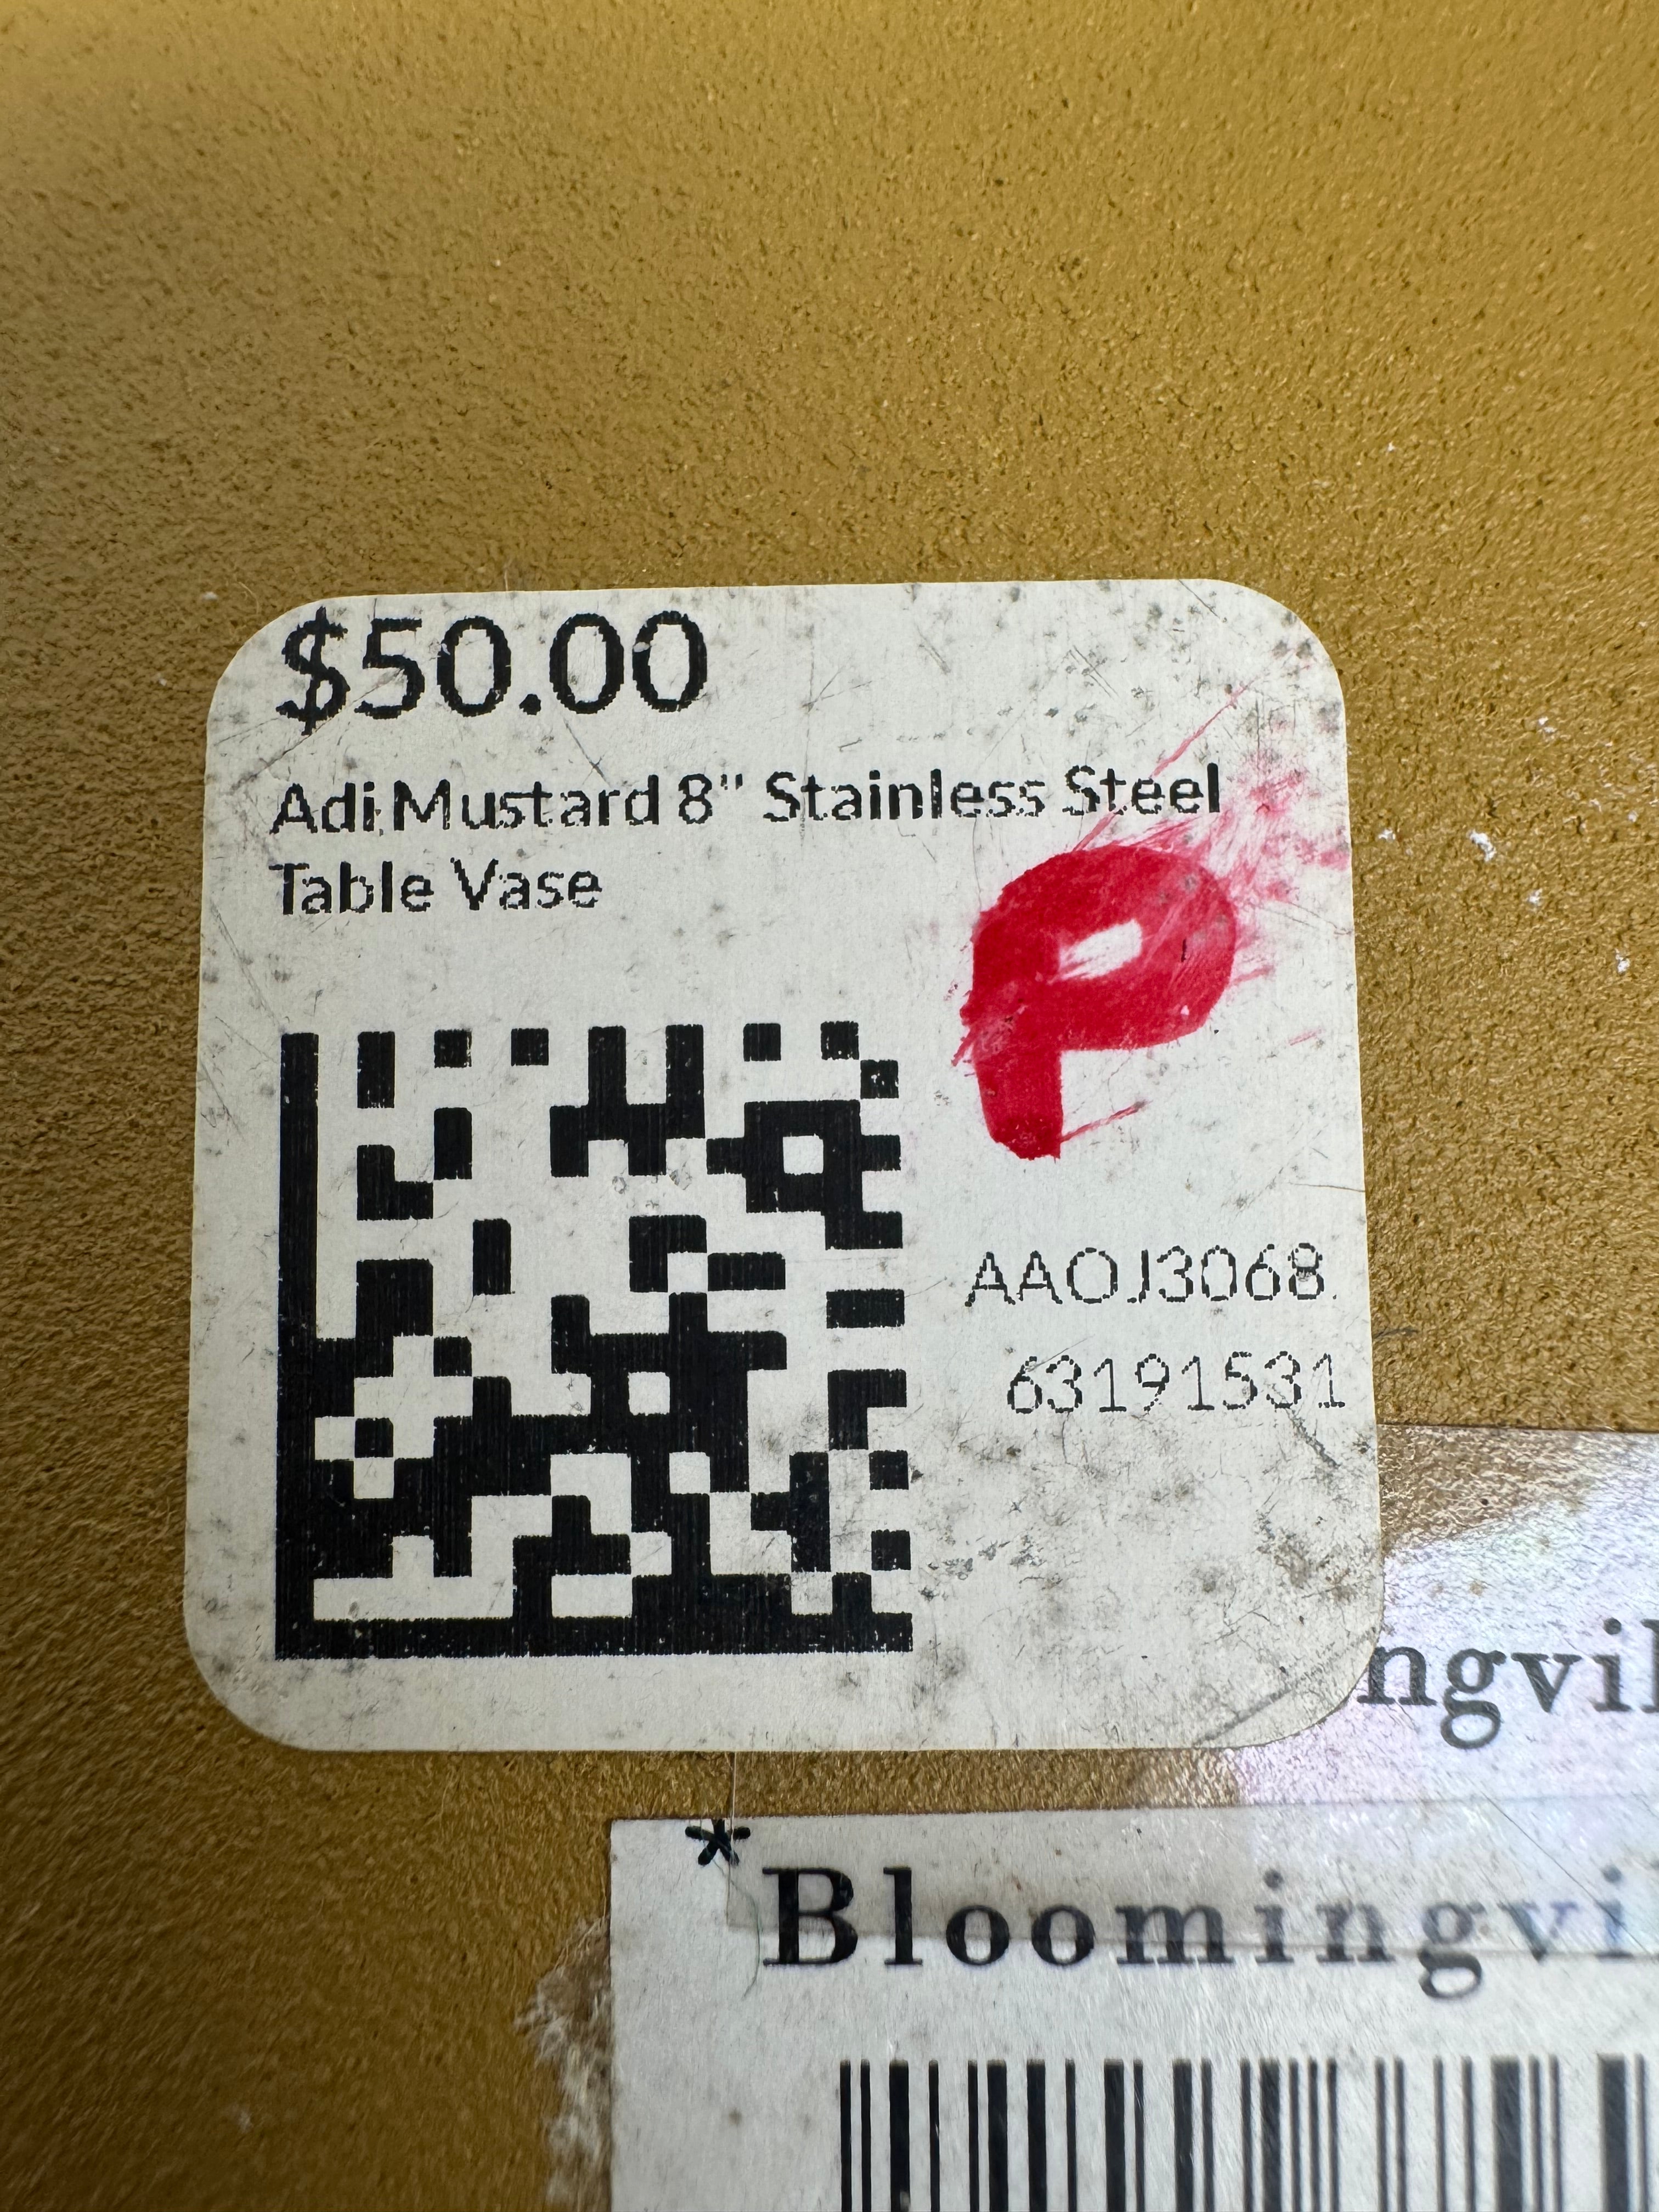 $50.00
Adi Mustard 8" Stainless Steel
Table Vase
P
AAOJ3068
63191531
ngvil
* Bloomingvi